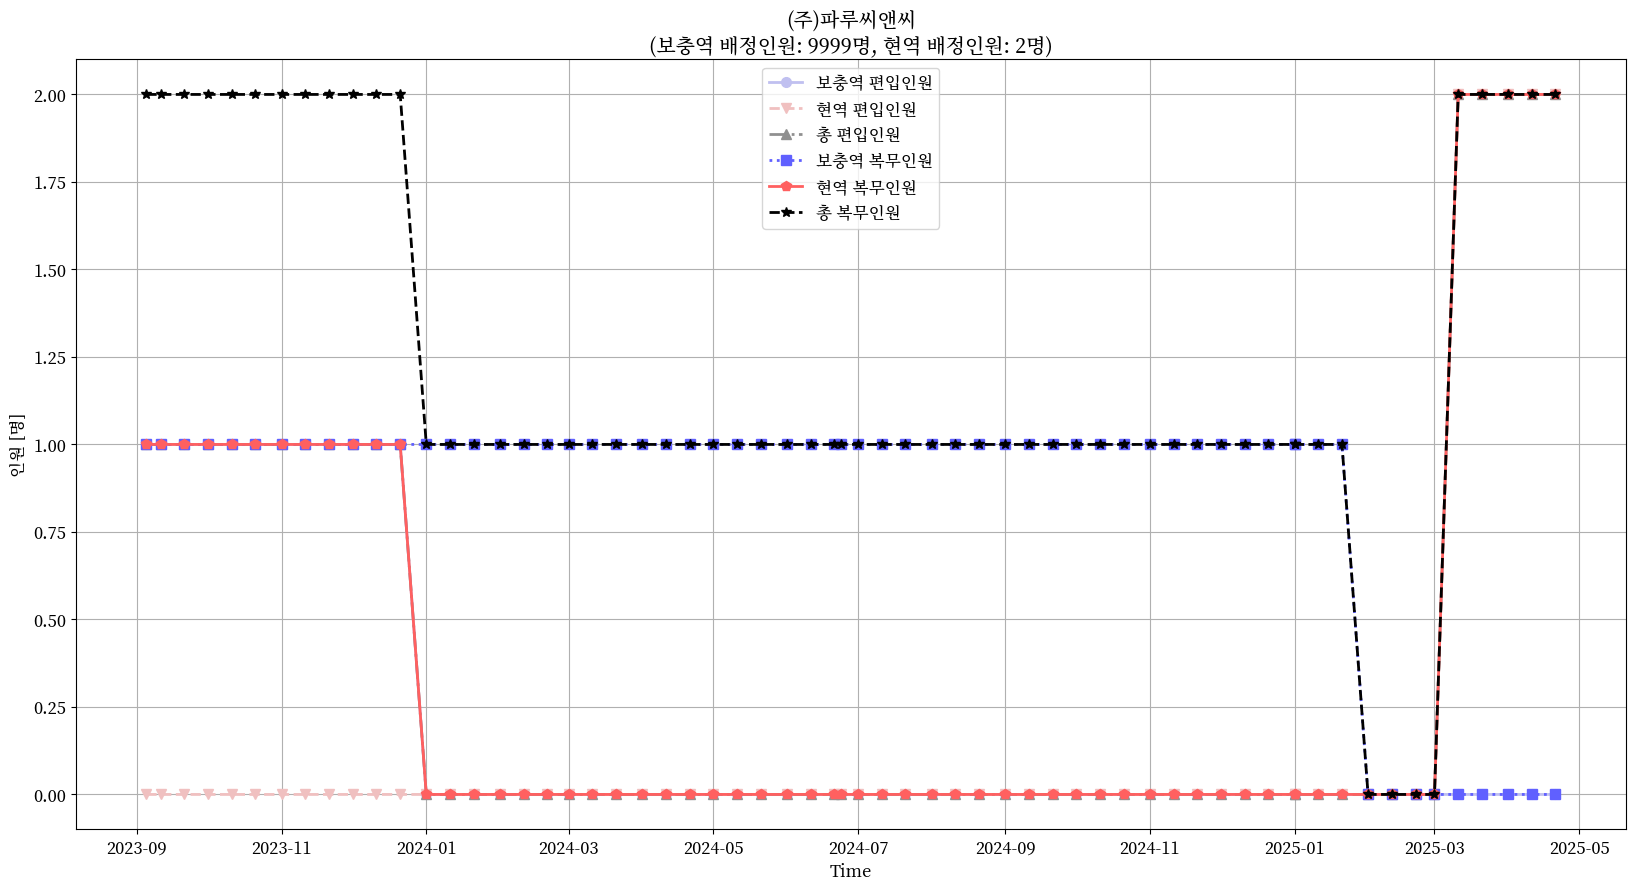 (주)파루씨앤씨
(보충역 배정인원: 9999명, 현역 배정인원: 2명)
보충역 편입인원
현역 편입인원
총 편입인원
보충역 복무인원
현역 복무인원
총 복무인원
2.00
1.75
1.50
1.25
1.00
0.75
0.50
0.25
0.00
인원 [명]
2023-09
2023-11
2024-01
2024-03
2024-05
2024-07
2024-09
2024-11
2025-01
2025-03
2025-05
Time